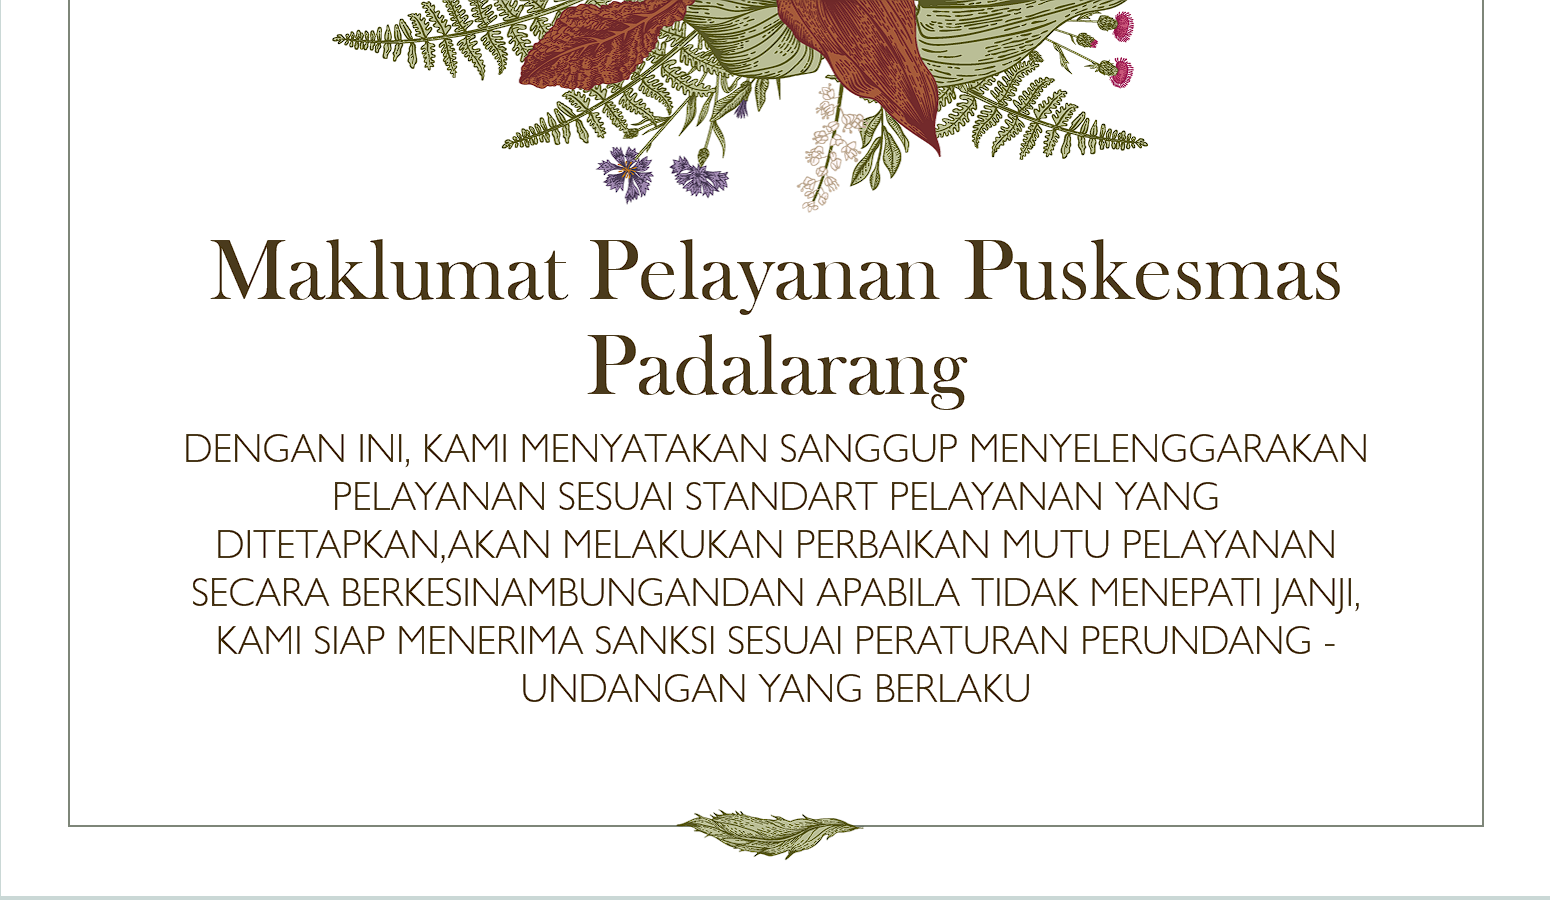 Maklumat Pelayanan Puskesmas
Padalarang
DENGAN INI, KAMI MENYATAKAN SANGGUP MENYELENGGARAKAN
PELAYANAN SESUAI STANDART PELAYANAN YANG
DITETAPKAN,AKAN MELAKUKAN PERBAIKAN MUTU PELAYANAN
SECARA BERKESINAMBUNGANDAN APABILA TIDAK MENEPATI JANJI,
KAMI SIAP MENERIMA SANKSI SESUAI PERATURAN PERUNDANG -
UNDANGAN YANG BERLAKU